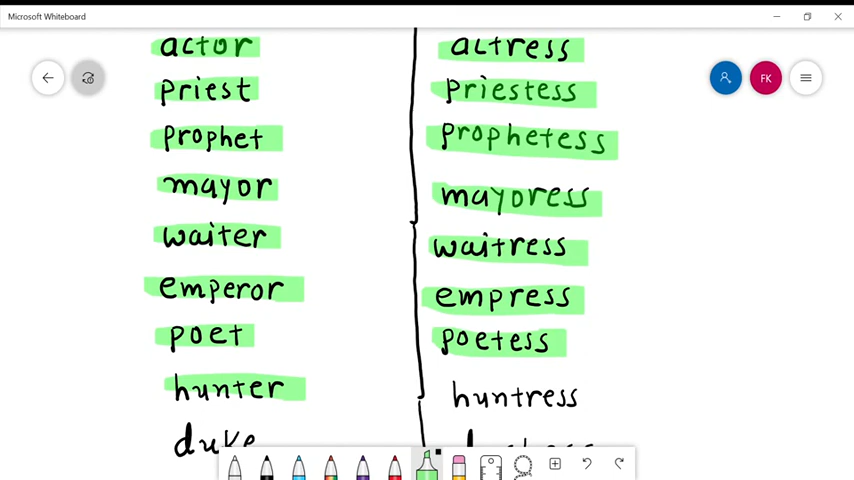 Microsoft Whiteboard
FK
actor actress
priest priestess
prophet prophetess
mayor mayoress
waiter waitress
emperor empress
poet poetess
hunter huntress
duke